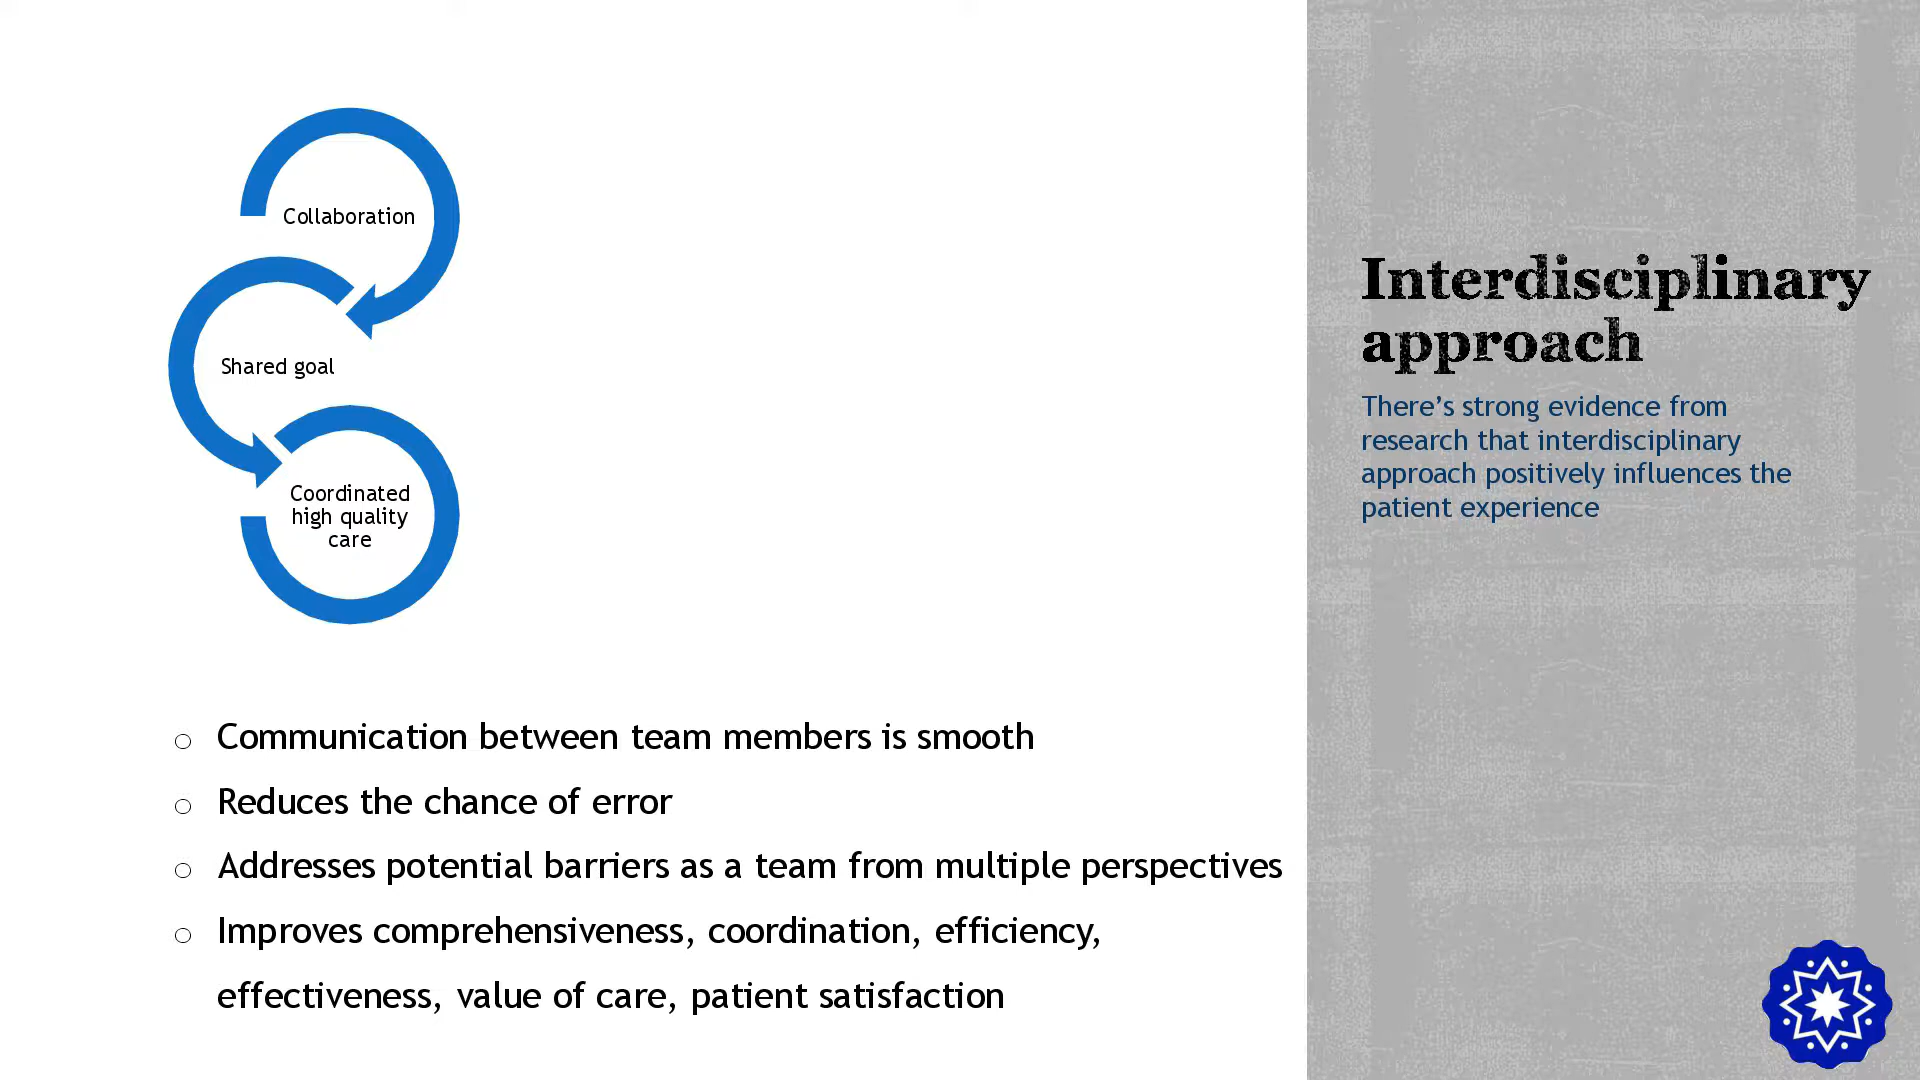 Collaboration
Shared goal
Coordinated
high quality
care
Communication between team members is smooth
Reduces the chance of error
Addresses potential barriers as a team from multiple perspectives
Improves comprehensiveness, coordination, efficiency,
effectiveness, value of care, patient satisfaction
Interdisciplinary
approach
There’s strong evidence from
research that interdisciplinary
approach positively influences the
patient experience